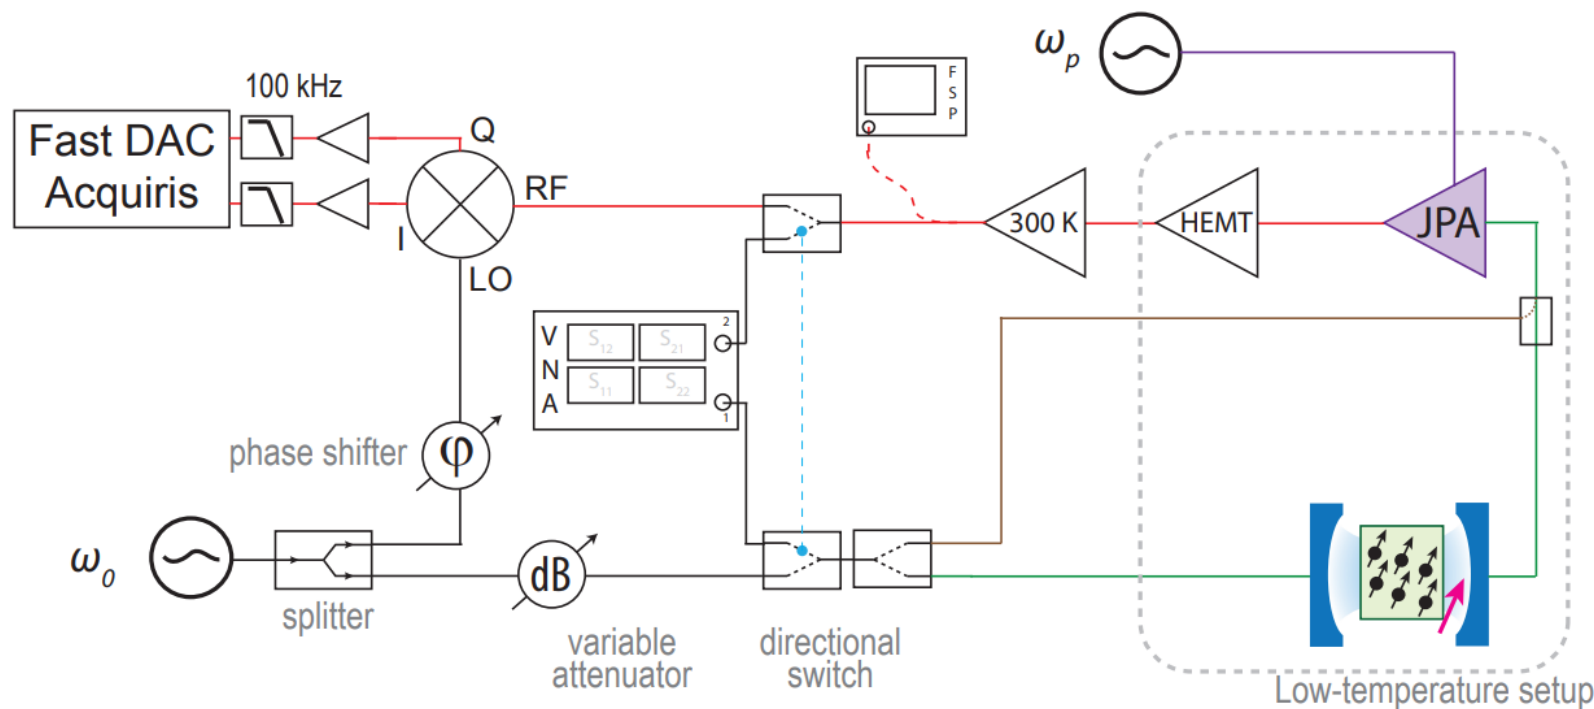 ωp
100 kHz
F
S
P
Fast DAC
Acquiris
Q
RF
I
LO
300 K
HEMT
JPA
V
N
A
S12
S21
S11
S22
2
1
phase shifter
φ
ω0
dB
splitter
variable
attenuator
directional
switch
Low-temperature setup